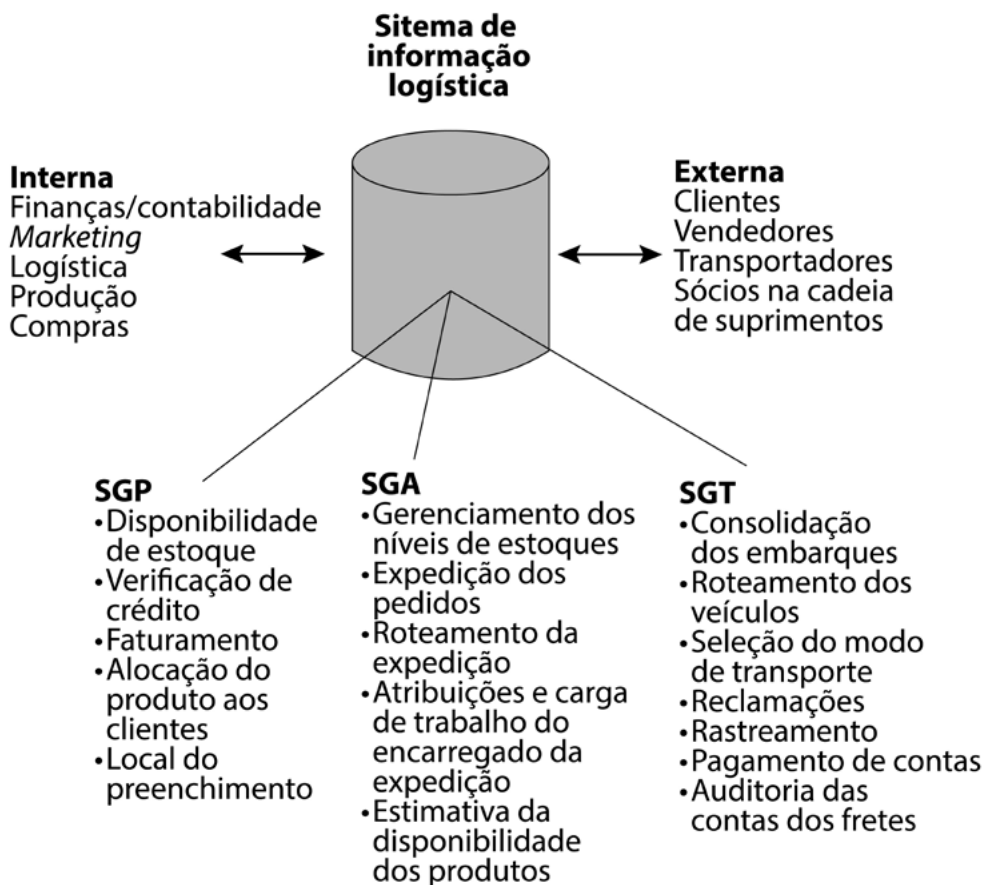 Sitema de
informação
logística
Interna
Finanças/contabilidade
Marketing
Logística
Produção
Compras
Externa
Clientes
Vendedores
Transportadores
Sócios na cadeia
de suprimentos
SGP
•Disponibilidade
de estoque
•Verificação de
crédito
•Faturamento
•Alocação do
produto aos
clientes
•Local do
preenchimento
SGA
•Gerenciamento dos
níveis de estoques
•Expedição dos
pedidos
•Roteamento da
expedição
•Atribuições e carga
de trabalho do
encarregado da
expedição
•Estimativa da
disponibilidade
dos produtos
SGT
•Consolidação
dos embarques
•Roteamento dos
veículos
•Seleção do modo
de transporte
•Reclamações
•Rastreamento
•Pagamento de contas
•Auditoria das
contas dos fretes